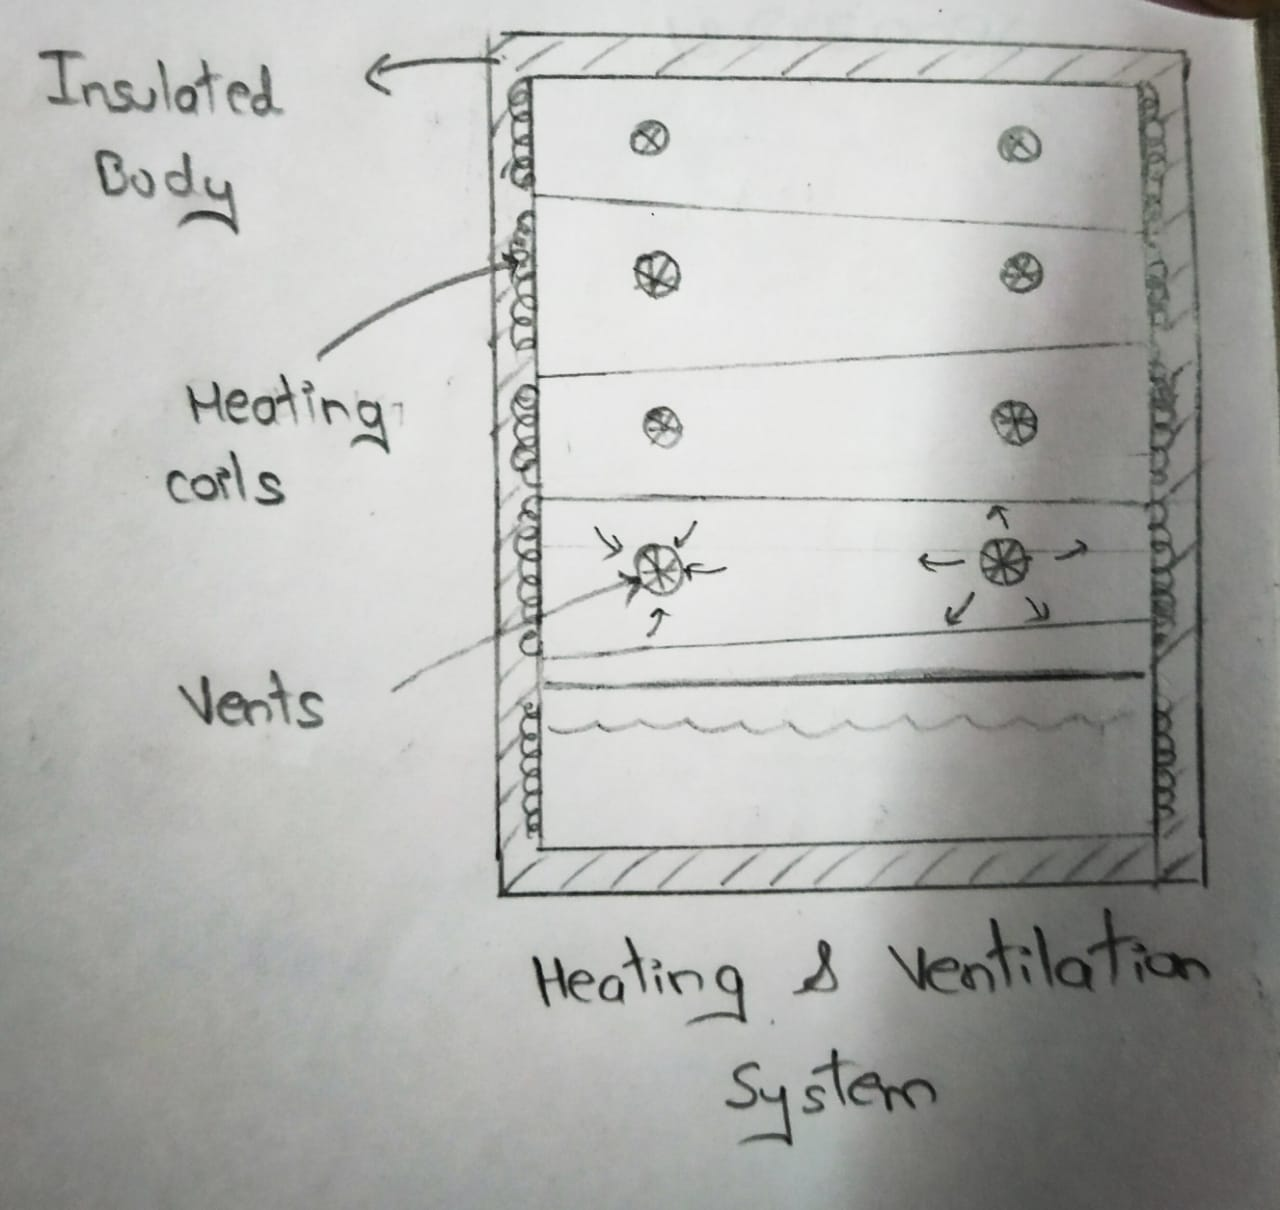 Insulated
Body
Heating
coils
Vents
Heating & Ventilation
System